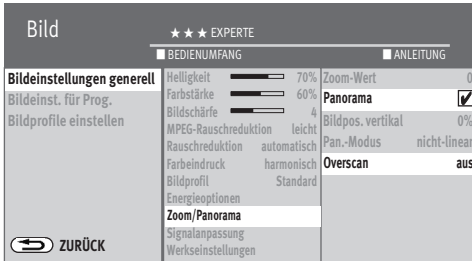 Bild
★ ★ ★ EXPERTE
BEDIENUMFANG
ANLEITUNG
Bildeinstellungen generell
Bildeinst. für Prog.
Bildprofile einstellen
ZURÜCK
Helligkeit 70%
Farbstärke 60%
Bildschärfe 4
MPEG-Rauschreduktion leicht
Rauschreduktion automatisch
Farbeindruck harmonisch
Bildprofil Standard
Energieoptionen
Zoom/Panorama
Signalanpassung
Werkseinstellungen
Zoom-Wert 0
Panorama ✔
Bildpos. vertikal 0%
Pan.-Modus nicht-linear
Overscan aus